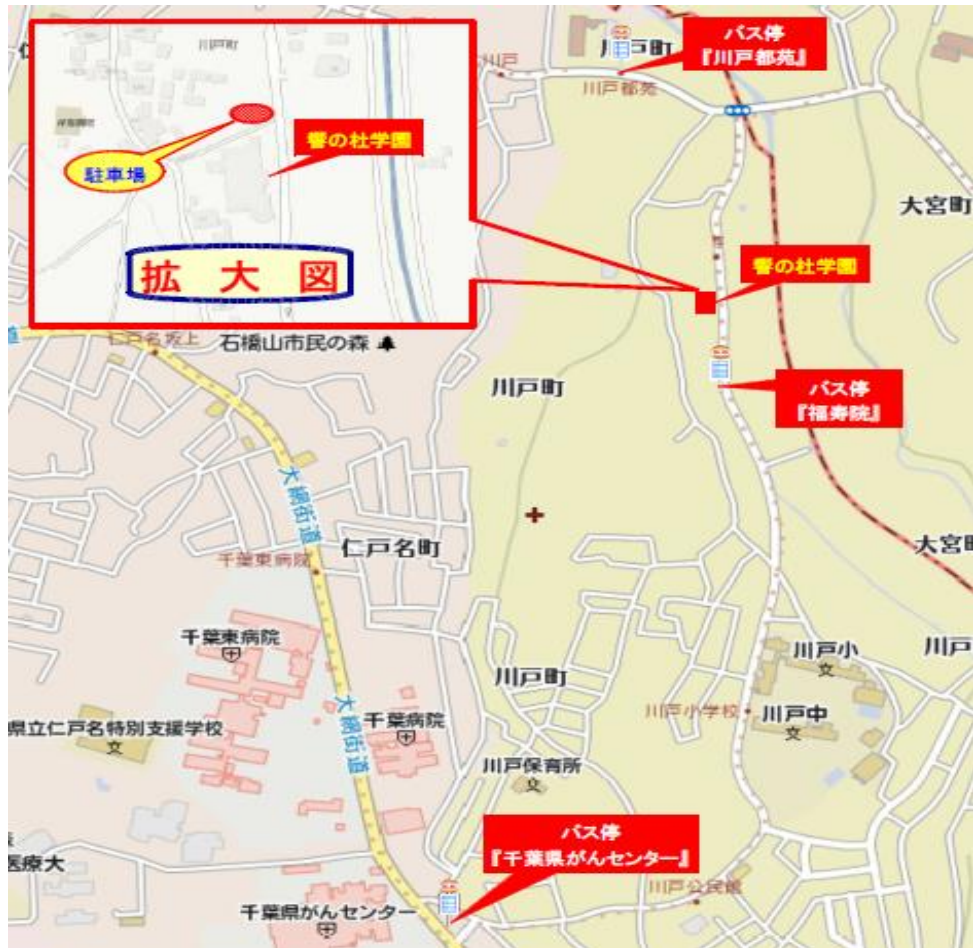 川戸町
響の杜学園
駐車場
拡大図
バス停
『川戸都苑』
川戸町
川戸
川戸都苑
大宮町
響の杜学園
仁戸名坂上
石橋山市民の森
川戸町
バス停
『福寿院』
大網街道
千葉東病院
仁戸名町
大宮町
千葉東病院
川戸町
川戸小
川戸
川戸小学校
川戸中
大網街道
千葉病院
県立仁戸名特別支援学校
川戸保育所
バス停
『千葉県がんセンター』
医療大
川戸公民館
千葉県がんセンター